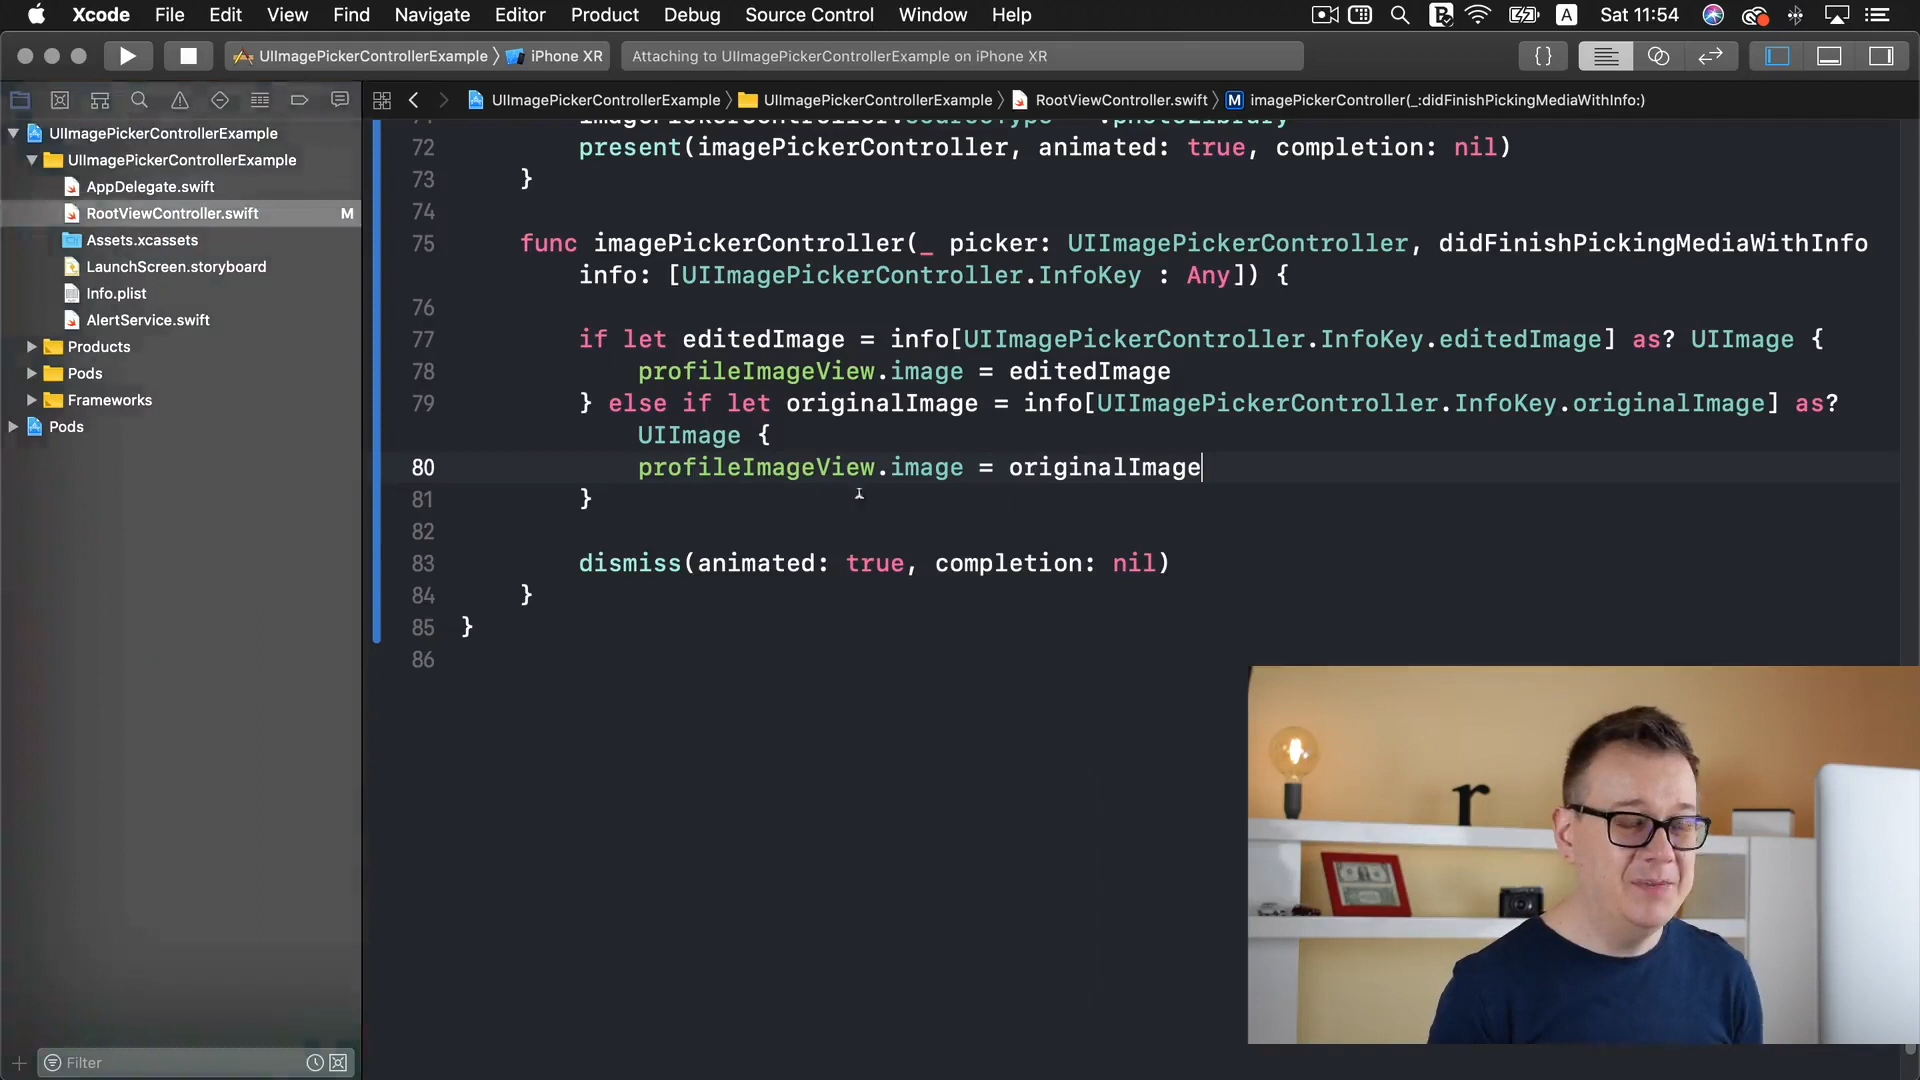 Xcode File Edit View Find Navigate Editor Product Debug Source Control Window Help A Sat 11:54
UIImagePickerControllerExample iPhone XR Attaching to UIImagePickerControllerExample on iPhone XR {}
UIImagePickerControllerExample UIImagePickerControllerExample RootViewController.swift M imagePickerController(_:didFinishPickingMediaWithInfo:)
UIImagePickerControllerExample
UIImagePickerControllerExample
AppDelegate.swift
RootViewController.swift M
Assets.xcassets
LaunchScreen.storyboard
Info.plist
AlertService.swift
Products
Pods
Frameworks
Pods
Filter
72 present(imagePickerController, animated: true, completion: nil)
73 }
74
75 func imagePickerController(_ picker: UIImagePickerController, didFinishPickingMediaWithInfo
info: [UIImagePickerController.InfoKey : Any]) {
76
77 if let editedImage = info[UIImagePickerController.InfoKey.editedImage] as? UIImage {
78 profileImageView.image = editedImage
79 } else if let originalImage = info[UIImagePickerController.InfoKey.originalImage] as?
UIImage {
80 profileImageView.image = originalImage
81 }
82
83 dismiss(animated: true, completion: nil)
84 }
85 }
86
r